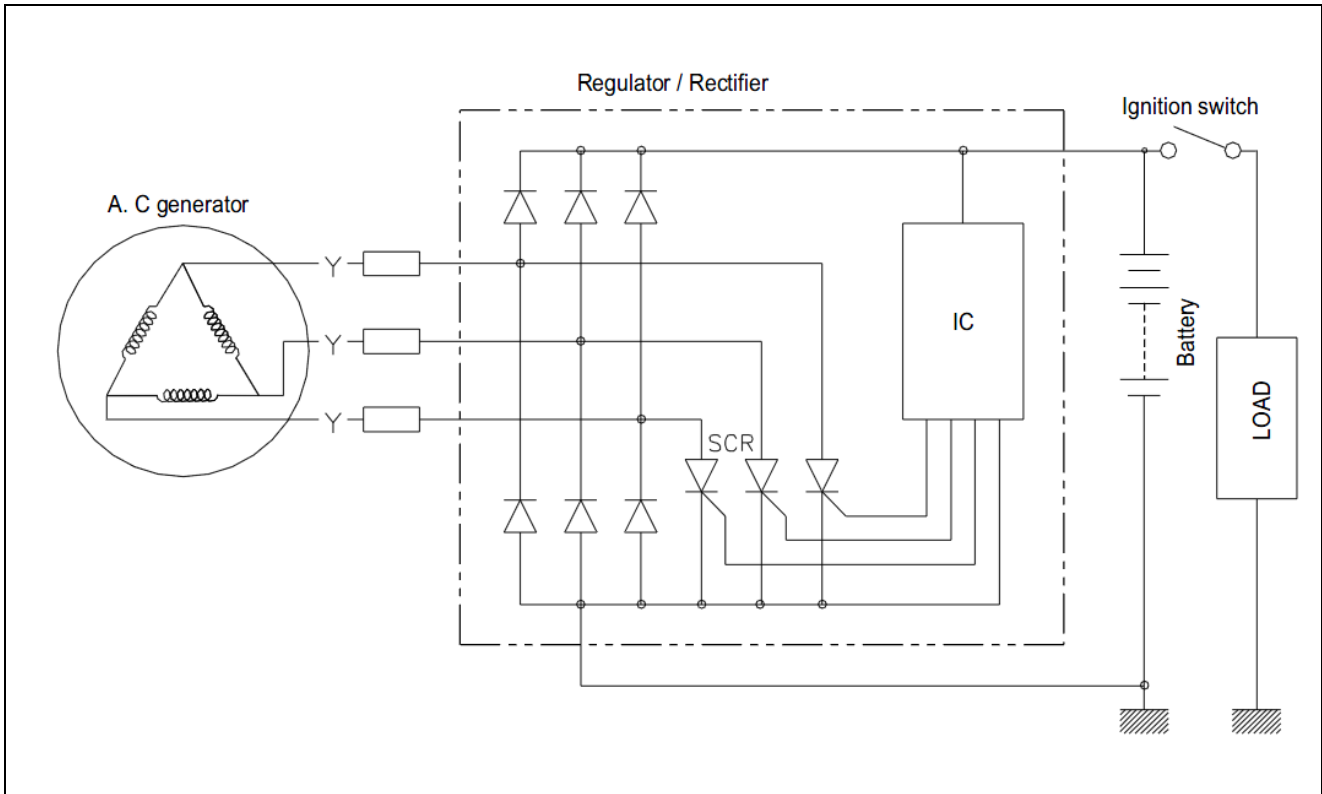 Regulator / Rectifier
Ignition switch
A. C generator
Y
Y
Y
IC
SCR
Battery
LOAD